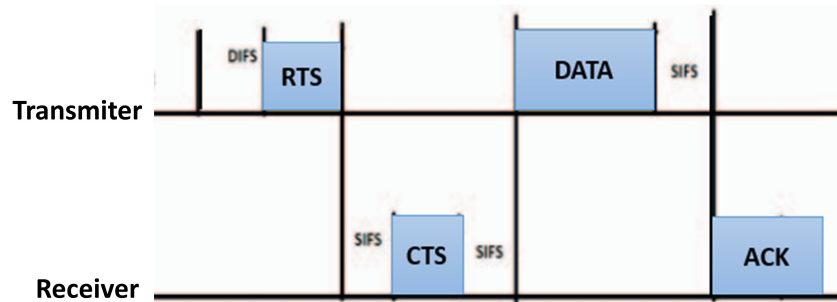 DIFS
RTS
DATA
SIFS
Transmiter
SIFS
CTS
SIFS
ACK
Receiver